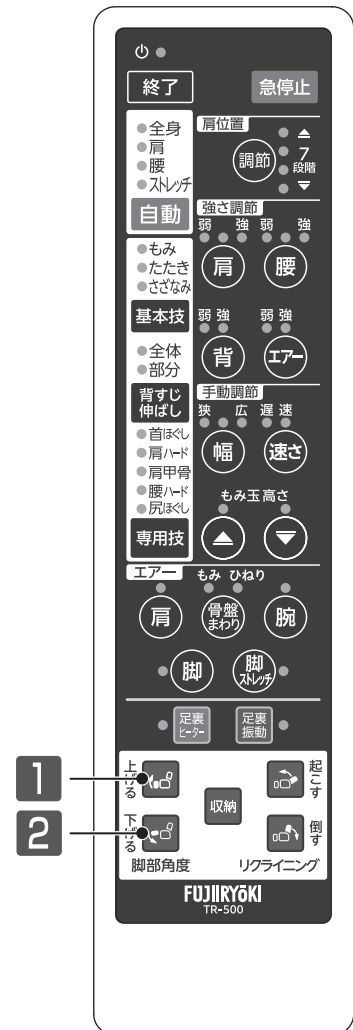 終了
急停止
全身
肩
腰
ストレッチ
自動
肩位置
調節
7
段階
強さ調節
弱 強 弱 強
肩
腰
もみ
たたき
さざなみ
基本技
弱 強 弱 強
背
エアー
全体
部分
背すじ
伸ばし
手動調節
狭 広 遅 速
幅
速さ
首ほぐし
肩ハード
肩甲骨
腰ハード
尻ほぐし
専用技
もみ玉高さ
エアー
もみ ひねり
肩
骨盤
まわり
腕
脚
脚
ストレッチ
足裏
ヒーター
足裏
振動
1
上げる
起こす
収納
2
下げる
倒す
脚部角度
リクライニング
FUJIIRYOKI
TR-500